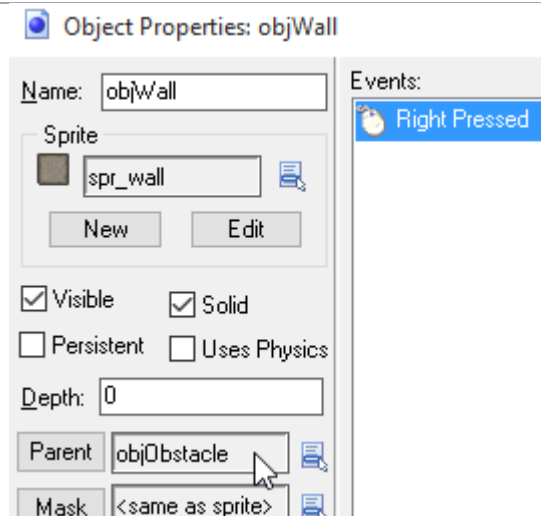 Object Properties: objWall
Name: objWall
Events:
Right Pressed
Sprite
spr_wall
New Edit
Visible Solid
Persistent Uses Physics
Depth: 0
Parent objObstacle
Mask <same as sprite>